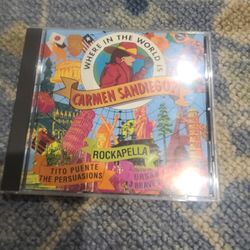 WHERE IN THE WORLD IS
CARMEN SANDIEGO?
ROCKAPELLA
TITO PUENTE
THE PERSUASIONS